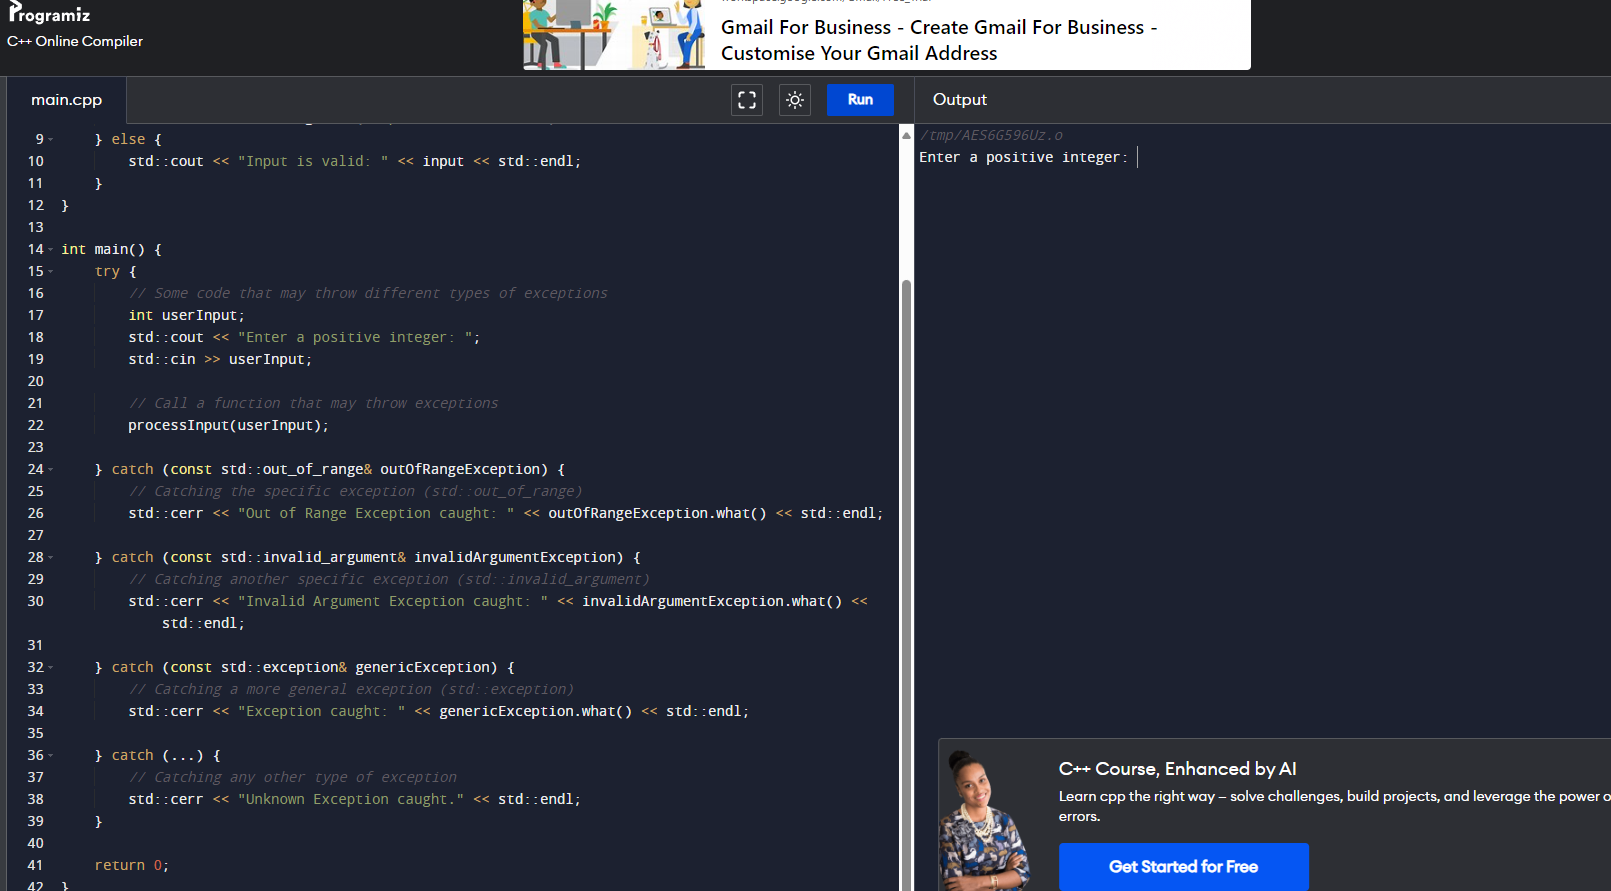 Programiz
C++ Online Compiler
Gmail For Business - Create Gmail For Business -
Customise Your Gmail Address
main.cpp
Run
Output
9 } else {
10 std::cout << "Input is valid: " << input << std::endl;
11 }
12 }
13
14 int main() {
15 try {
16 // Some code that may throw different types of exceptions
17 int userInput;
18 std::cout << "Enter a positive integer: ";
19 std::cin >> userInput;
20
21 // Call a function that may throw exceptions
22 processInput(userInput);
23
24 } catch (const std::out_of_range& outOfRangeException) {
25 // Catching the specific exception (std::out_of_range)
26 std::cerr << "Out of Range Exception caught: " << outOfRangeException.what() << std::endl;
27
28 } catch (const std::invalid_argument& invalidArgumentException) {
29 // Catching another specific exception (std::invalid_argument)
30 std::cerr << "Invalid Argument Exception caught: " << invalidArgumentException.what() <<
std::endl;
31
32 } catch (const std::exception& genericException) {
33 // Catching a more general exception (std::exception)
34 std::cerr << "Exception caught: " << genericException.what() << std::endl;
35
36 } catch (...) {
37 // Catching any other type of exception
38 std::cerr << "Unknown Exception caught." << std::endl;
39 }
40
41 return 0;
42 }
/tmp/AES6G596Uz.o
Enter a positive integer:
C++ Course, Enhanced by AI
Learn cpp the right way – solve challenges, build projects, and leverage the power o
errors.
Get Started for Free